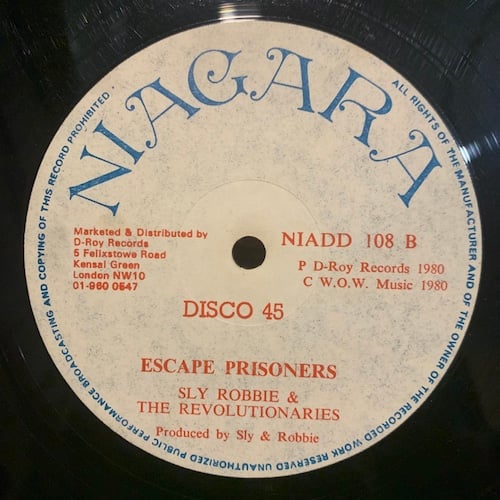 NIAGARA
ALL RIGHTS OF THE MANUFACTURER AND OF THE OWNER OF THE RECORDED WORK RESERVED UNAUTHORIZED PUBLIC PERFORMANCE BROADCASTING AND COPYING OF THIS RECORD PROHIBITED
Marketed & Distributed by
D-Roy Records
5 Felixstowe Road
Kensal Green
London NW10
01-960 0547
NIADD 108 B
P D-Roy Records 1980
C W.O.W. Music 1980
DISCO 45
ESCAPE PRISONERS
SLY ROBBIE &
THE REVOLUTIONARIES
Produced by Sly & Robbie